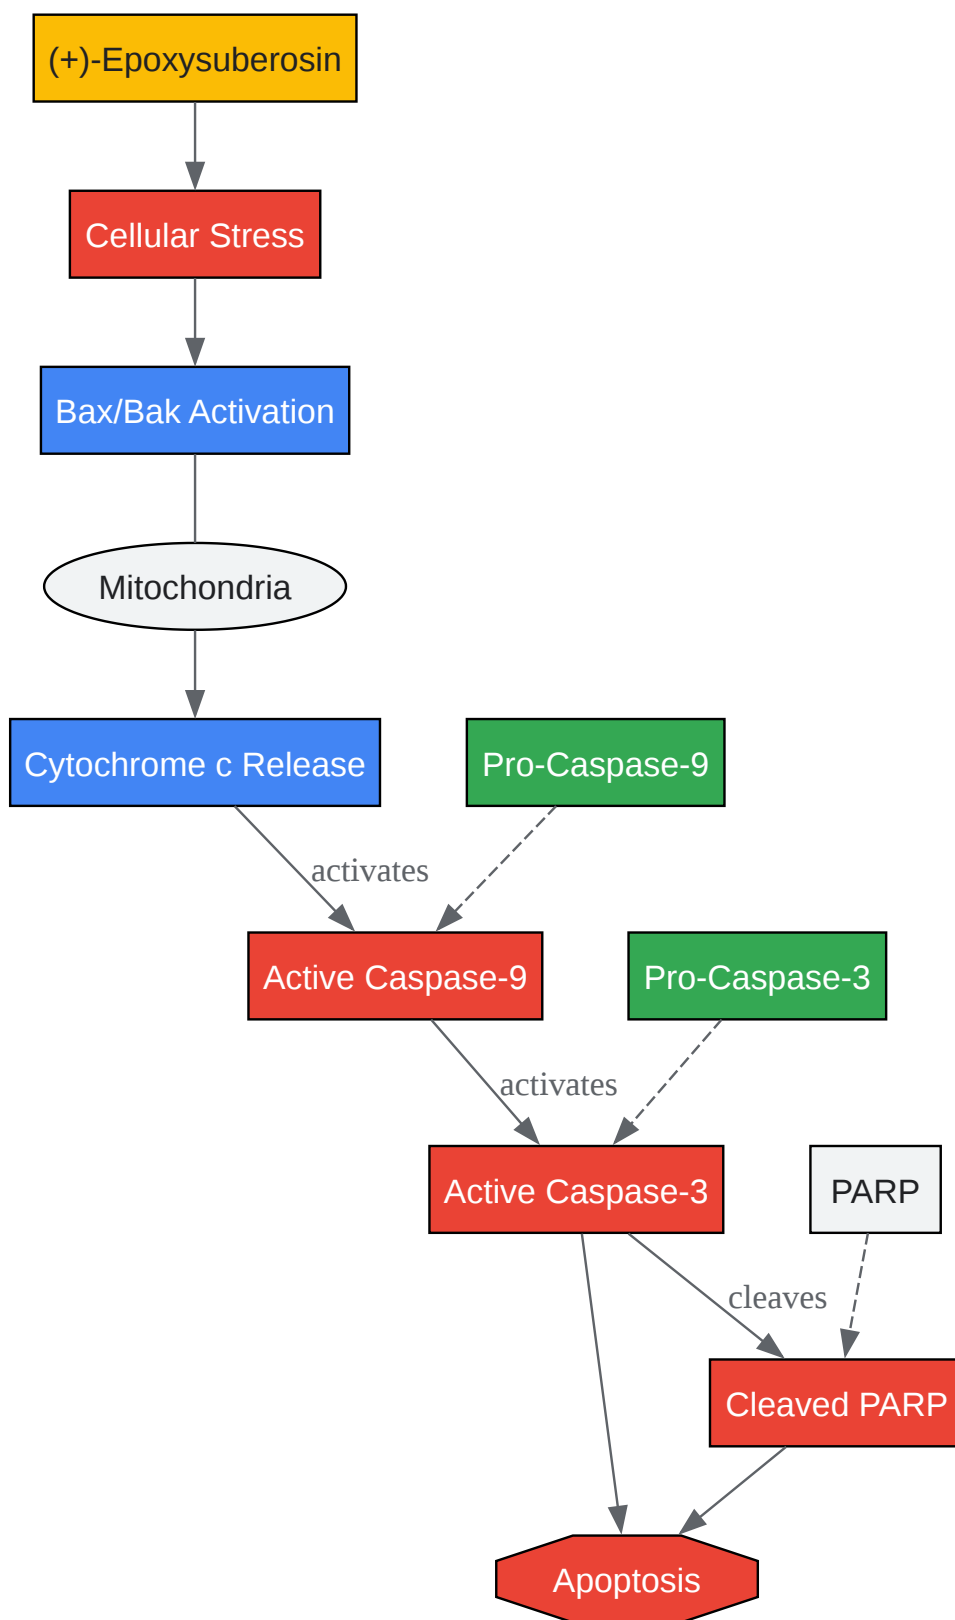 (+)-Epoxysuberosin
Cellular Stress
Bax/Bak Activation
Mitochondria
Cytochrome c Release
Pro-Caspase-9
activates
Active Caspase-9
Pro-Caspase-3
activates
Active Caspase-3
PARP
cleaves
Cleaved PARP
Apoptosis